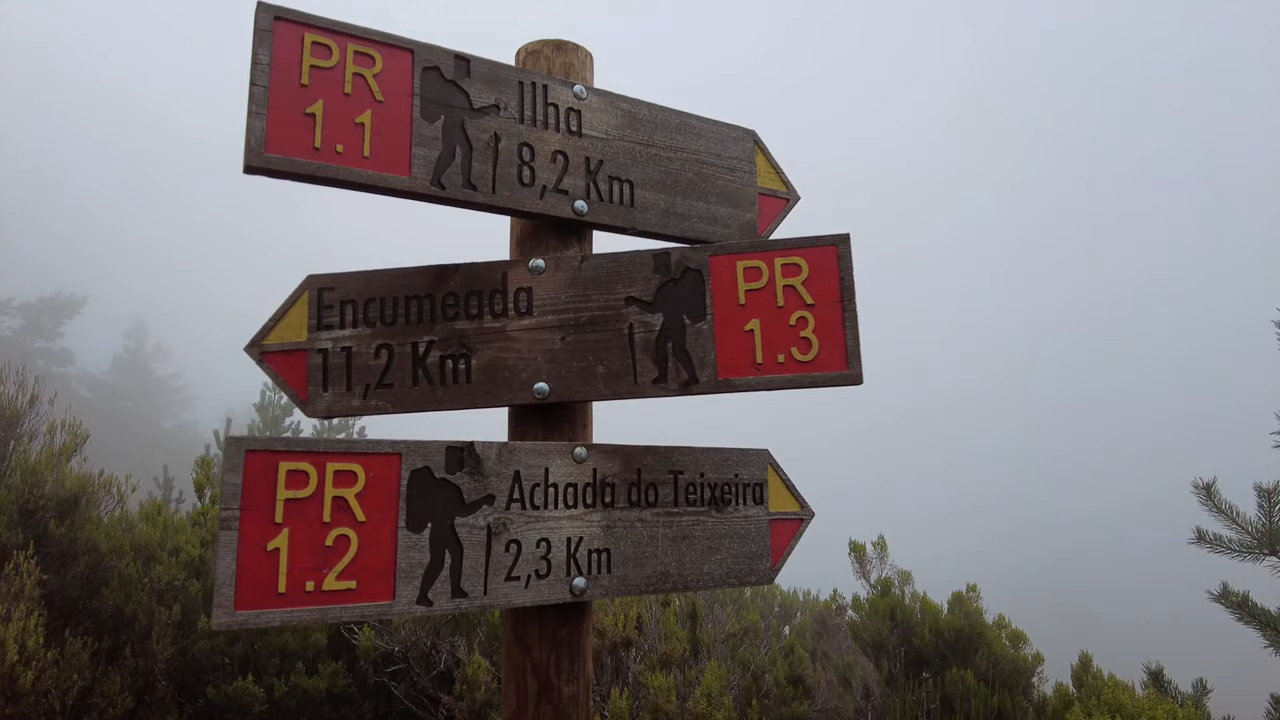 PR
1.1
Ilha
8,2 Km
Encumeada
11,2 Km
PR
1.3
PR
1.2
Achada do Teixeira
2,3 Km